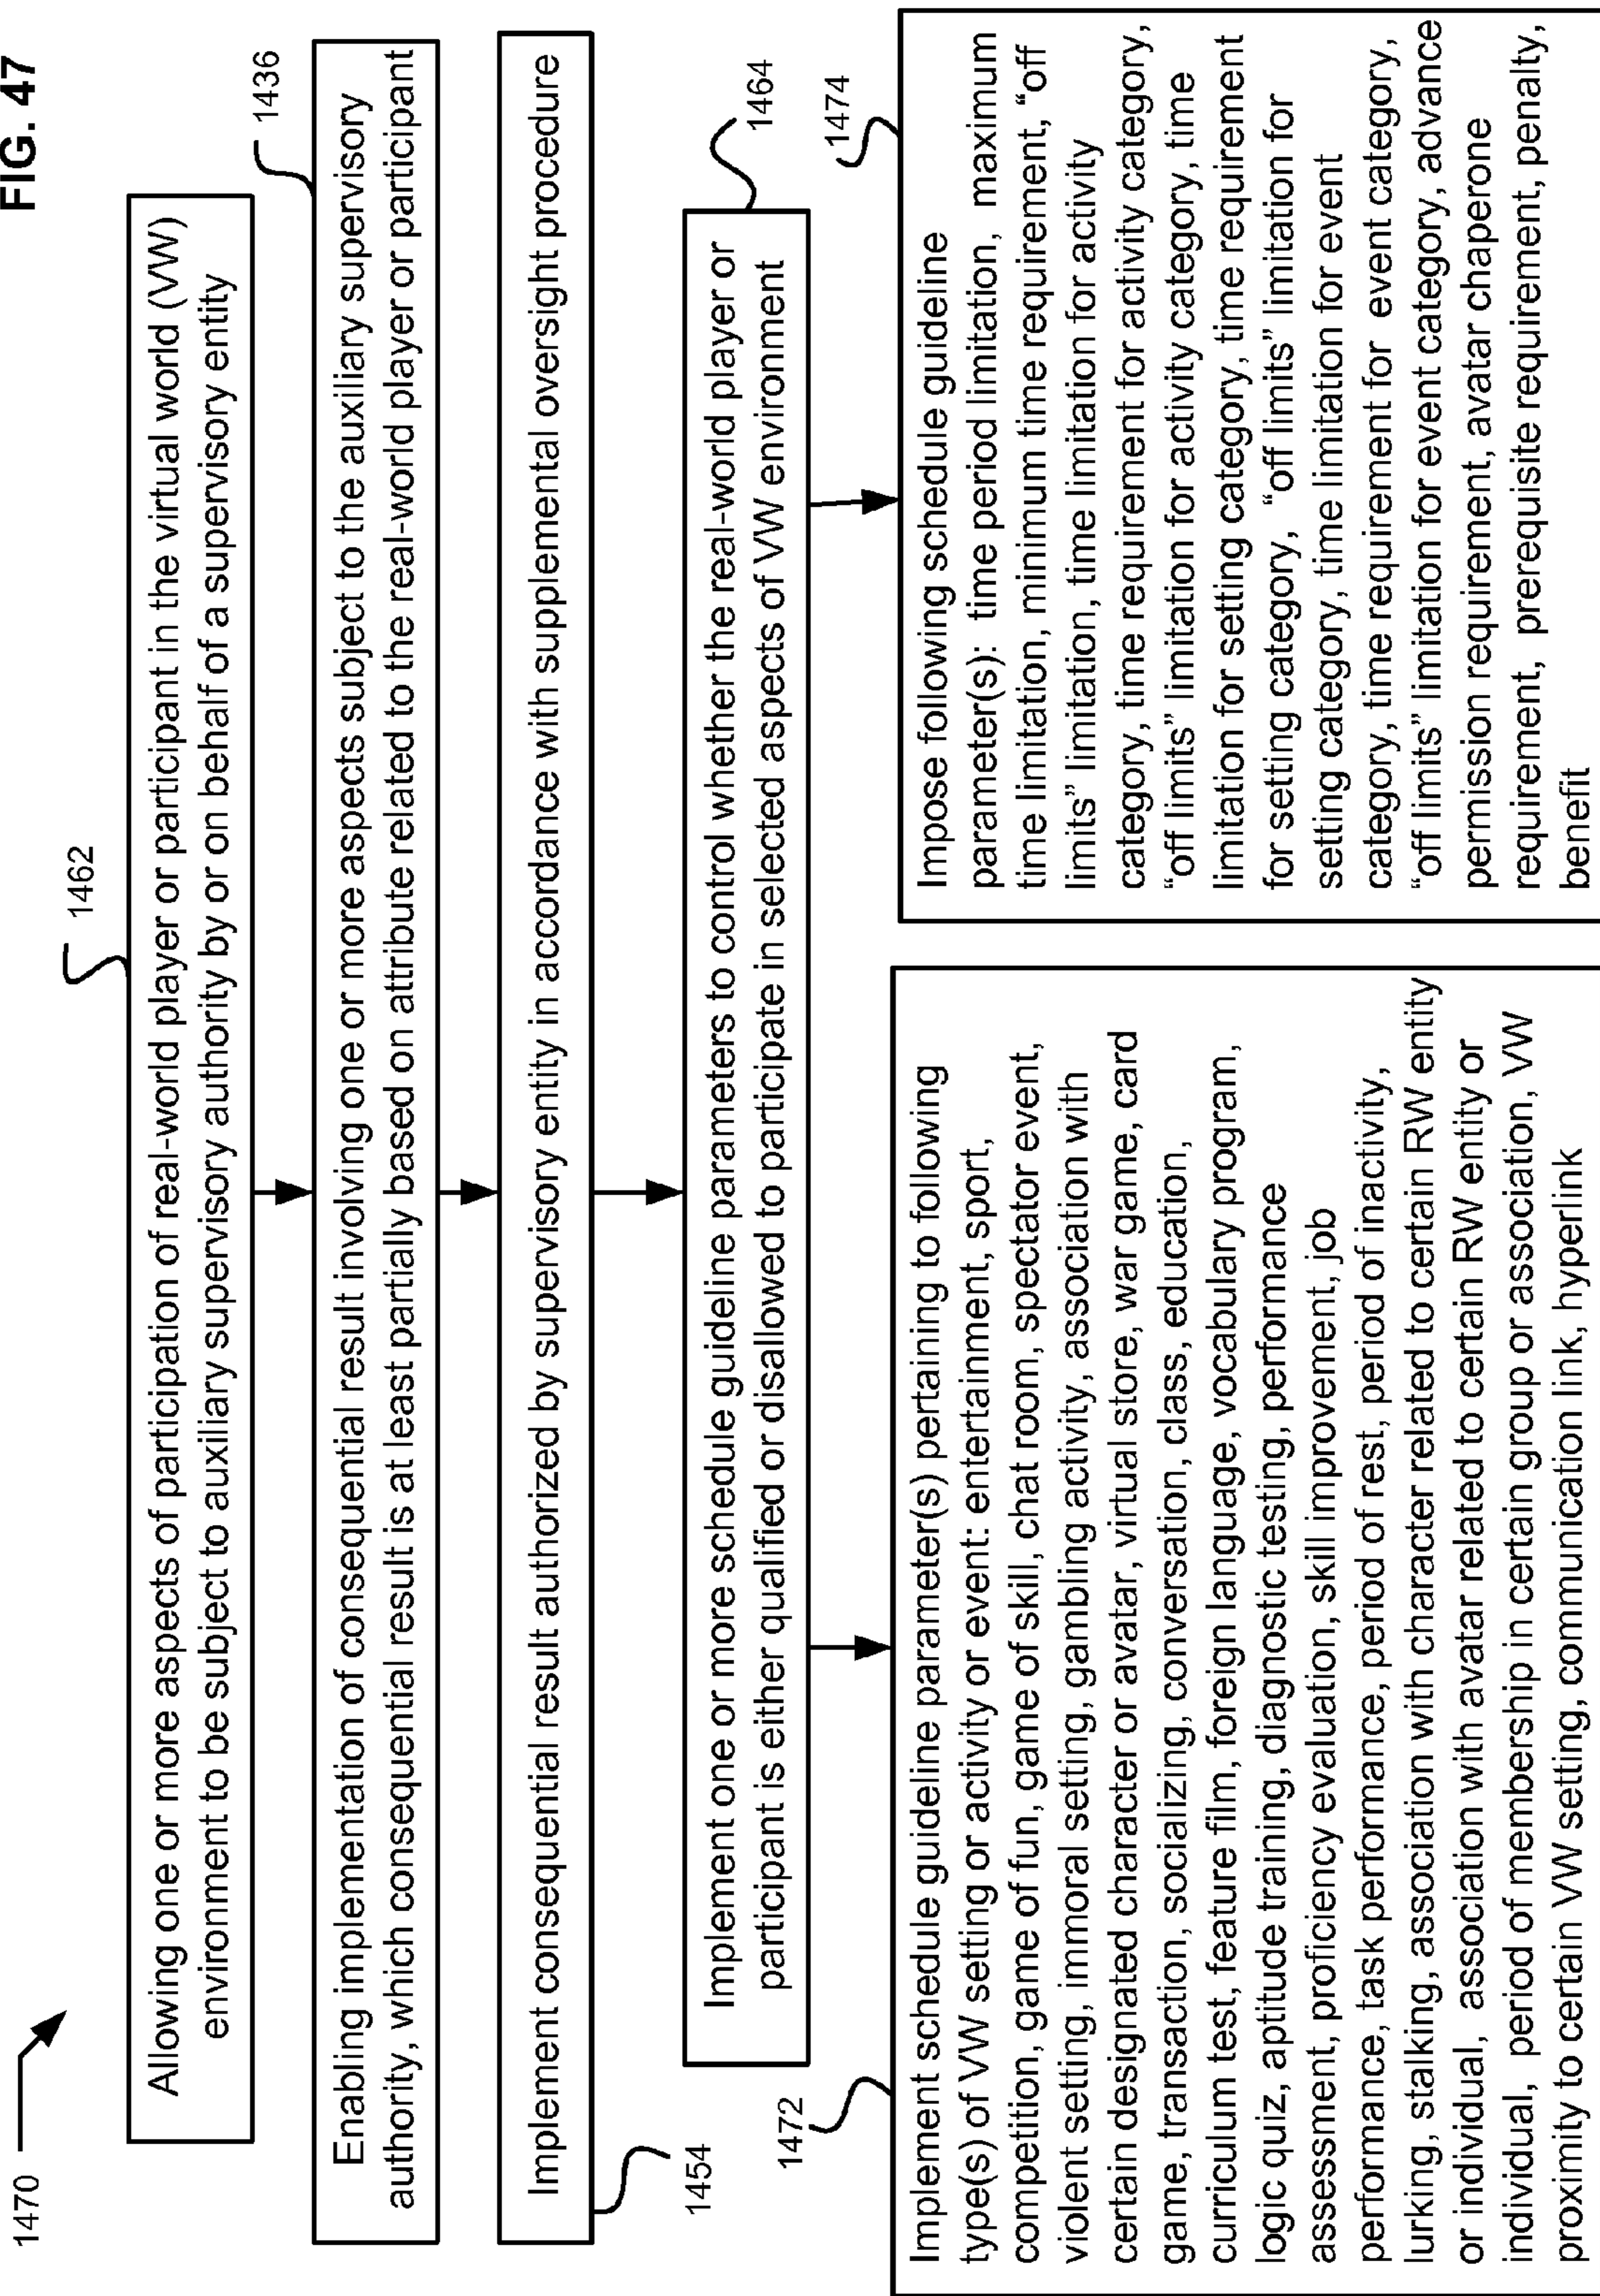 FIG. 47
1470
1462
Allowing one or more aspects of participation of real-world player or participant in the virtual world (VW)
environment to be subject to auxiliary supervisory authority by or on behalf of a supervisory entity
1436
Enabling implementation of consequential result involving one or more aspects subject to the auxiliary supervisory
authority, which consequential result is at least partially based on attribute related to the real-world player or participant
Implement consequential result authorized by supervisory entity in accordance with supplemental oversight procedure
1454
1464
Implement one or more schedule guideline parameters to control whether the real-world player or
participant is either qualified or disallowed to participate in selected aspects of VW environment
1472
Implement schedule guideline parameter(s) pertaining to following
type(s) of VW setting or activity or event: entertainment, sport,
competition, game of fun, game of skill, chat room, spectator event,
violent setting, immoral setting, gambling activity, association with
certain designated character or avatar, virtual store, war game, card
game, transaction, socializing, conversation, class, education,
curriculum test, feature film, foreign language, vocabulary program,
logic quiz, aptitude training, diagnostic testing, performance
assessment, proficiency evaluation, skill improvement, job
performance, task performance, period of rest, period of inactivity,
lurking, stalking, association with character related to certain RW entity
or individual, association with avatar related to certain RW entity or
individual, period of membership in certain group or association, VW
proximity to certain VW setting, communication link, hyperlink
1474
Impose following schedule guideline
parameter(s): time period limitation, maximum
time limitation, minimum time requirement, “off
limits” limitation, time limitation for activity
category, time requirement for activity category,
“off limits” limitation for activity category, time
limitation for setting category, time requirement
for setting category, “off limits” limitation for
setting category, time limitation for event
category, time requirement for event category,
“off limits” limitation for event category, advance
permission requirement, avatar chaperone
requirement, prerequisite requirement, penalty,
benefit